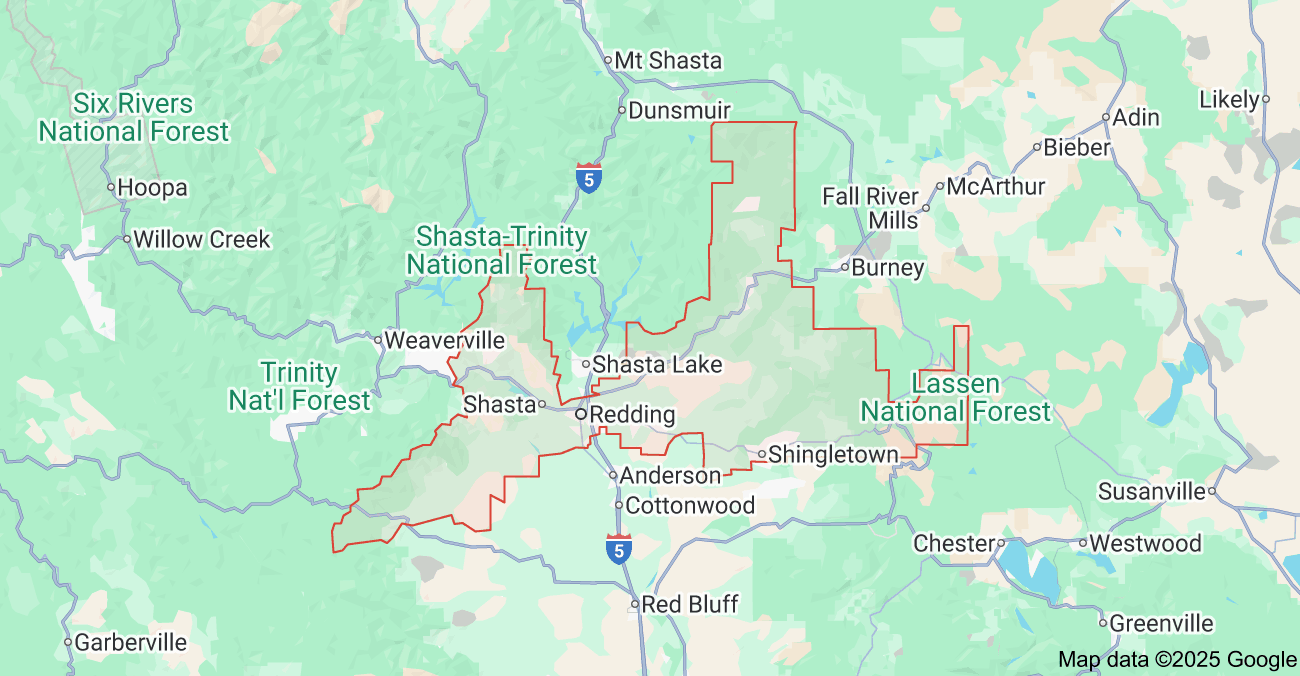 Mt Shasta
Six Rivers
National Forest
Dunsmuir
Likely
Adin
Bieber
5
Hoopa
McArthur
Fall River
Mills
Willow Creek
Shasta-Trinity
National Forest
Burney
Weaverville
Shasta Lake
Trinity
Nat'l Forest
Lassen
National Forest
Shasta
Redding
Shingletown
Anderson
Cottonwood
Susanville
5
Chester
Westwood
Red Bluff
Greenville
Garberville
Map data ©2025 Google